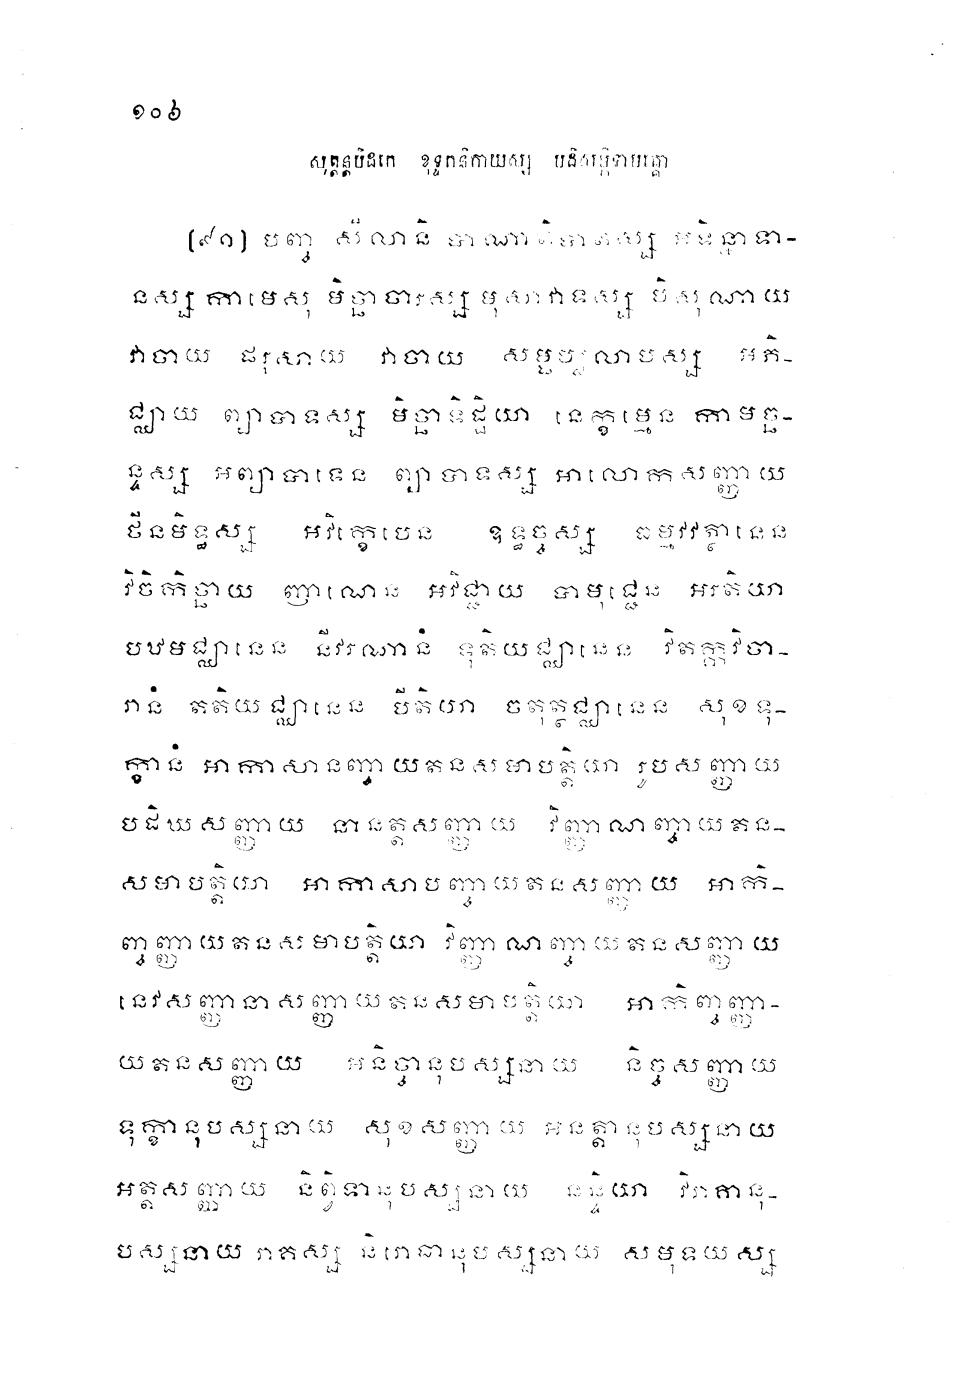 ១០៦
សុត្តន្តបិដកេ ខុទ្ទកនិកាយស្ស បដិសម្ភិទាមគ្គោ
(៩១) បញ្ច សីលានិ បាណាតិបាតស្ស អទិន្នាទា-
នស្ស កាមេសុ មិច្ឆាចារស្ស មុសាវាទស្ស បិសុណាយ
វាចាយ ផរុសាយ វាចាយ សម្ផប្បលាបស្ស អភិ-
ជ្ឈាយ ព្យាបាទស្ស មិច្ឆាទិដ្ឋិយា នេក្ខម្មេន កាមច្ឆ-
ន្ទស្ស អព្យាបាទេន ព្យាបាទស្ស អាលោកសញ្ញាយ
ថីនមិទ្ធស្ស អវិក្ខេបេន ឧទ្ធច្ចស្ស ធម្មវវត្ថានេន
វិចិកិច្ឆាយ ញាណេន អវិជ្ជាយ បាមុជ្ជេន អរតិយា
បឋមជ្ឈានេន នីវរណានំ ទុតិយជ្ឈានេន វិតក្កវិចា-
រានំ តតិយជ្ឈានេន បីតិយា ចតុត្ថជ្ឈានេន សុខទុ-
ក្ខានំ អាកាសានញ្ចាយតនសមាបត្តិយា រូបសញ្ញាយ
បដិឃសញ្ញាយ នានត្តសញ្ញាយ វិញ្ញាណញ្ចាយតន-
សមាបត្តិយា អាកាសាបញ្ចាយតនសញ្ញាយ អាកិ-
ញ្ចញ្ញាយតនសមាបត្តិយា វិញ្ញាណញ្ចាយតនសញ្ញាយ
នេវសញ្ញានាសញ្ញាយតនសមាបត្តិយា អាកិញ្ចញ្ញា-
យតនសញ្ញាយ អនិច្ចានុបស្សនាយ និច្ចសញ្ញាយ
ទុក្ខានុបស្សនាយ សុខសញ្ញាយ អនត្តានុបស្សនាយ
អត្តសញ្ញាយ និព្វិទានុបស្សនាយ នន្ទិយា វិរាគានុ-
បស្សនាយ រាគស្ស និរោធានុបស្សនាយ សមុទយស្ស